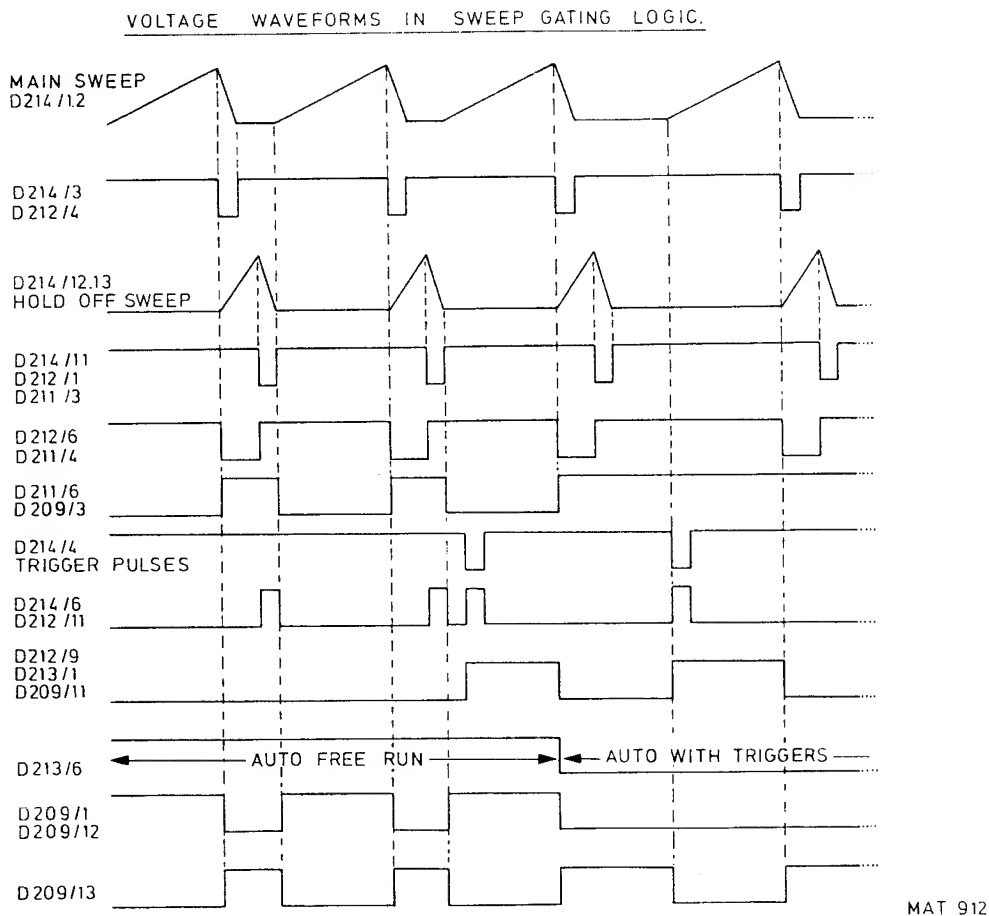 VOLTAGE WAVEFORMS IN SWEEP GATING LOGIC.
MAIN SWEEP
D214/1.2
D214/3
D212/4
D214/12.13
HOLD OFF SWEEP
D214/11
D212/1
D211/3
D212/6
D211/4
D211/6
D209/3
D214/4
TRIGGER PULSES
D214/6
D212/11
D212/9
D213/1
D209/11
AUTO FREE RUN
AUTO WITH TRIGGERS
D213/6
D209/1
D209/12
D209/13
MAT 912